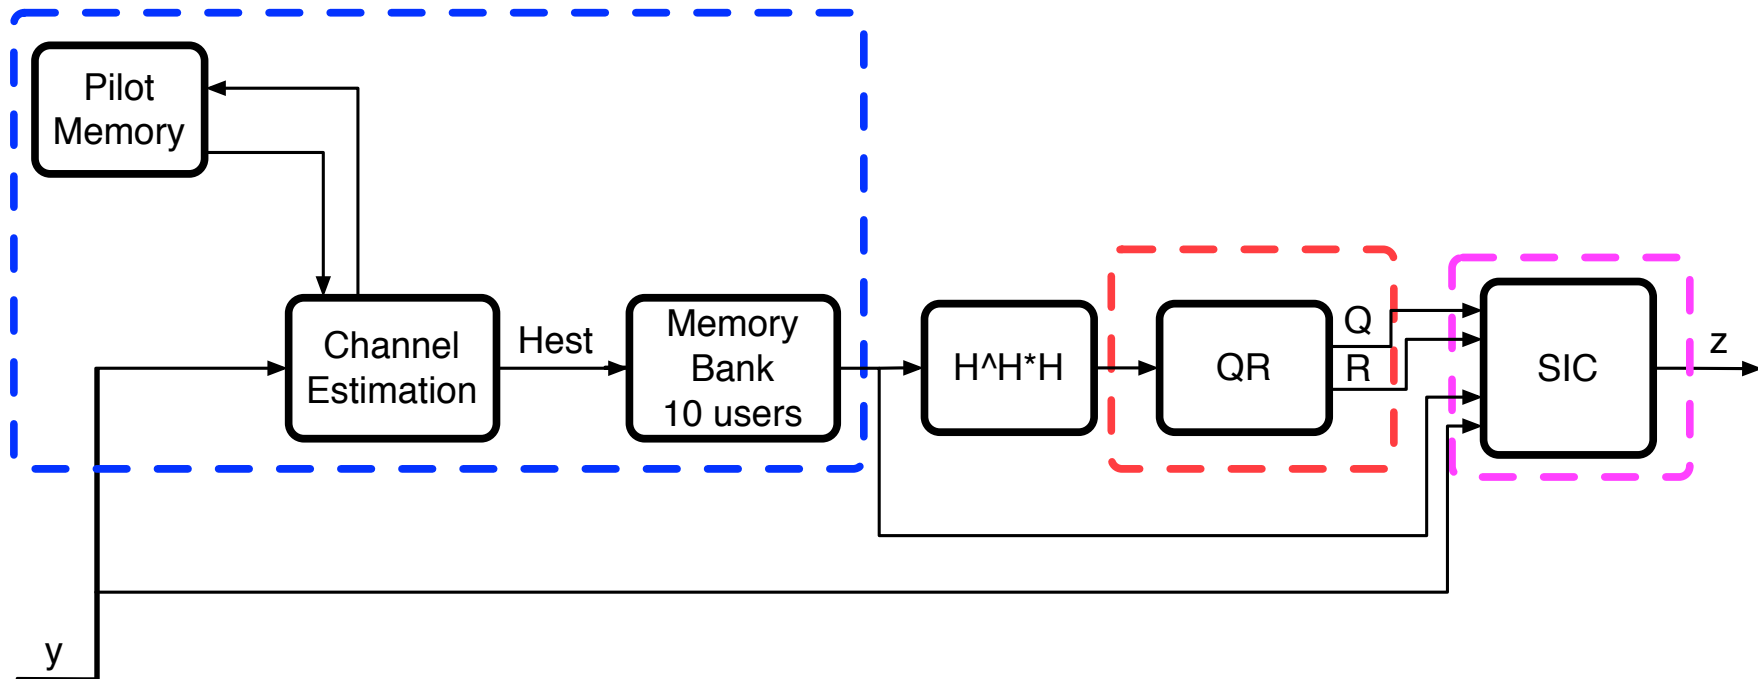 Pilot
Memory
Channel
Estimation
Hest
Memory
Bank
10 users
H^H*H
QR
Q
R
SIC
z
y